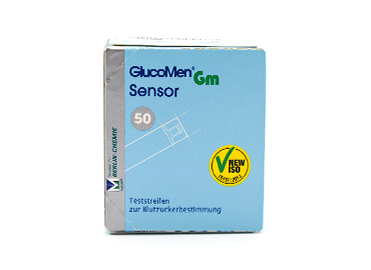 GlucoMen® Gm
Sensor
50
BERLIN-CHEMIE
NEW
ISO
Teststreifen
zur Blutzuckerbestimmung